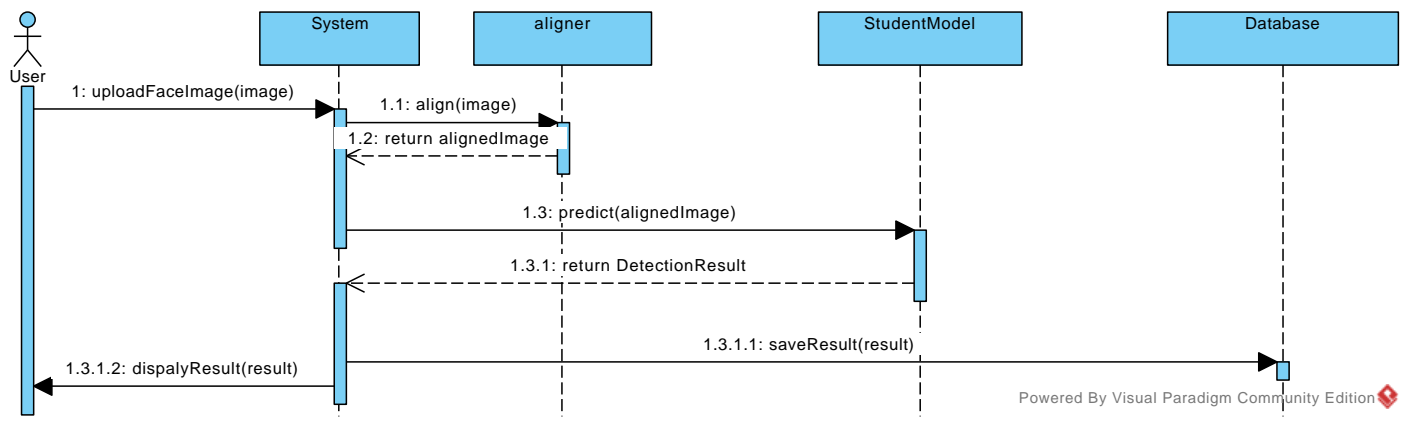 System
aligner
StudentModel
Database
User
1: uploadFaceImage(image)
1.1: align(image)
1.2: return alignedImage
1.3: predict(alignedImage)
1.3.1: return DetectionResult
1.3.1.1: saveResult(result)
1.3.1.2: dispalyResult(result)
Powered By Visual Paradigm Community Edition